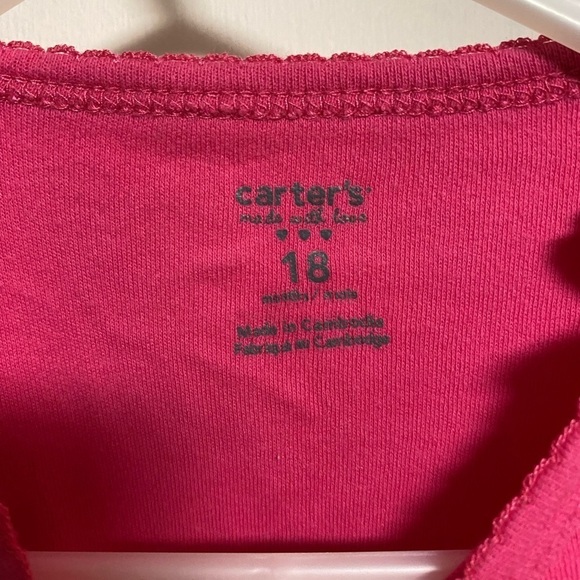 carter's
made with love
18
months/mois
Made in Cambodia
Fabriqué au Cambodge